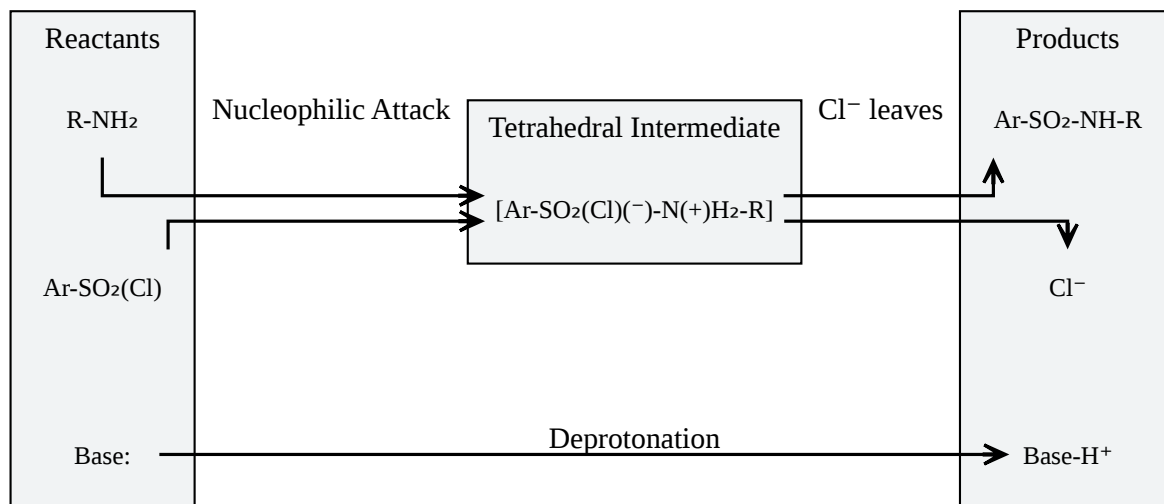 Reactants
R-NH₂
Ar-SO₂(Cl)
Base:
Nucleophilic Attack
Tetrahedral Intermediate
[Ar-SO₂(Cl)(⁻)-N(+)H₂-R]
Cl⁻ leaves
Deprotonation
Products
Ar-SO₂-NH-R
Cl⁻
Base-H⁺